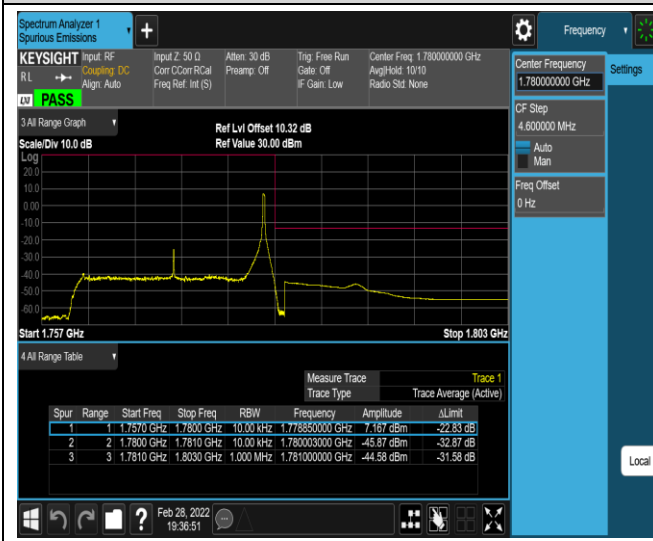 Spectrum Analyzer 1
Spurious Emissions
Frequency
KEYSIGHT Input: RF Input Z: 50 Ω Atten: 30 dB Trig: Free Run Center Freq: 1.780000000 GHz
RL Coupling: DC Corr CCorr RCal Preamp: Off Gate: Off Avg|Hold: 10/10
Align: Auto Freq Ref: Int (S) IF Gain: Low Radio Std: None
LXI PASS
Center Frequency
1.780000000 GHz
Settings
CF Step
4.600000 MHz
Auto
Man
Freq Offset
0 Hz
3 All Range Graph
Ref Lvl Offset 10.32 dB
Scale/Div 10.0 dB Ref Value 30.00 dBm
Log
20.0
10.0
0.00
-10.0
-20.0
-30.0
-40.0
-50.0
-60.0
Start 1.757 GHz Stop 1.803 GHz
4 All Range Table
Measure Trace Trace 1
Trace Type Trace Average (Active)
Spur Range Start Freq Stop Freq RBW Frequency Amplitude ΔLimit
1 1 1.7570 GHz 1.7800 GHz 10.00 kHz 1.778850000 GHz 7.167 dBm -22.83 dB
2 2 1.7800 GHz 1.7810 GHz 10.00 kHz 1.780003000 GHz -45.87 dBm -32.87 dB
3 3 1.7810 GHz 1.8030 GHz 1.000 MHz 1.781000000 GHz -44.58 dBm -31.58 dB
Local
Feb 28, 2022
19:36:51